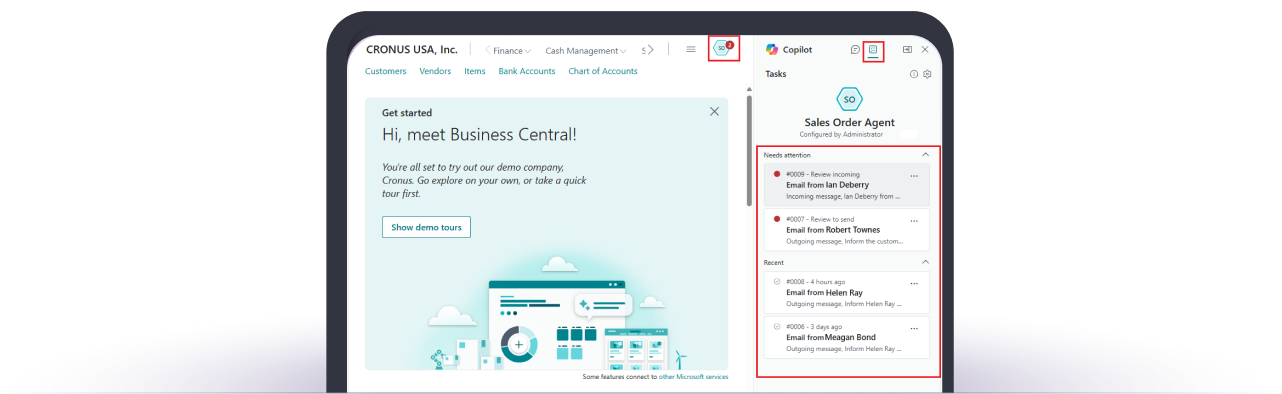 CRONUS USA, Inc.
Finance
Cash Management
S
SO
2
Customers
Vendors
Items
Bank Accounts
Chart of Accounts
Get started
Hi, meet Business Central!
You're all set to try out our demo company,
Cronus. Go explore on your own, or take a quick
tour first.
Show demo tours
Some features connect to other Microsoft services
Copilot
Tasks
SO
Sales Order Agent
Configured by Administrator
Needs attention
#0009 - Review incoming
Email from Ian Deberry
Incoming message, Ian Deberry from ...
#0007 - Review to send
Email from Robert Townes
Outgoing message, Inform the custom...
Recent
#0008 - 4 hours ago
Email from Helen Ray
Outgoing message, Inform Helen Ray ...
#0006 - 3 days ago
Email from Meagan Bond
Outgoing message, Inform Helen Ray ...